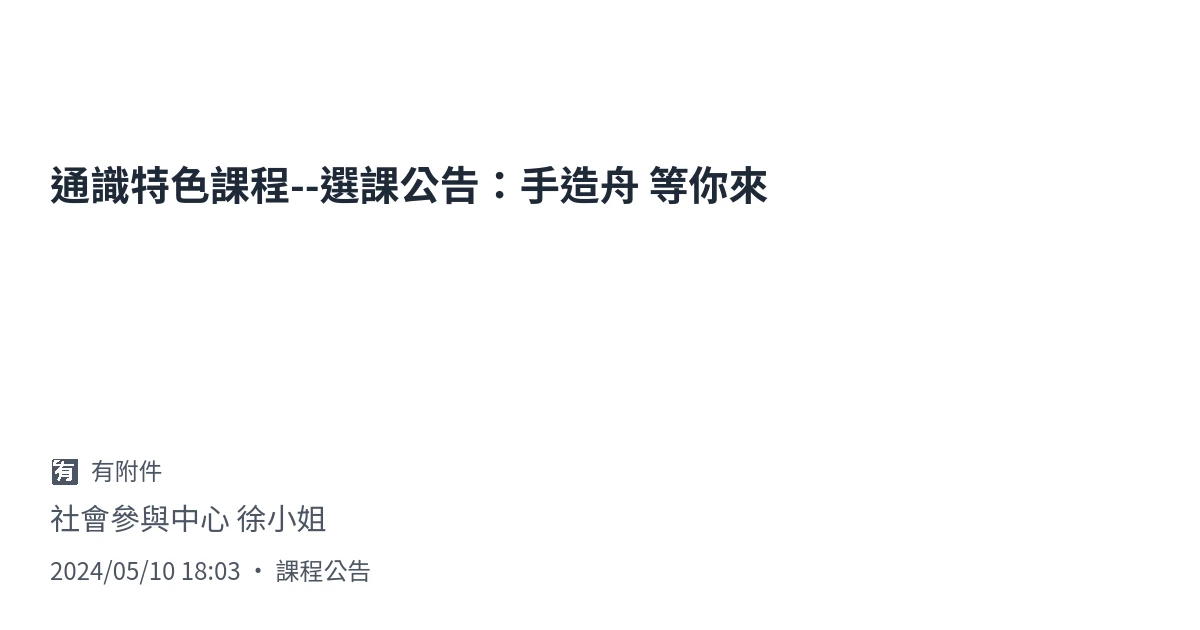 通識特色課程--選課公告：手造舟 等你來
🈶 有附件
社會參與中心 徐小姐
2024/05/10 18:03 • 課程公告